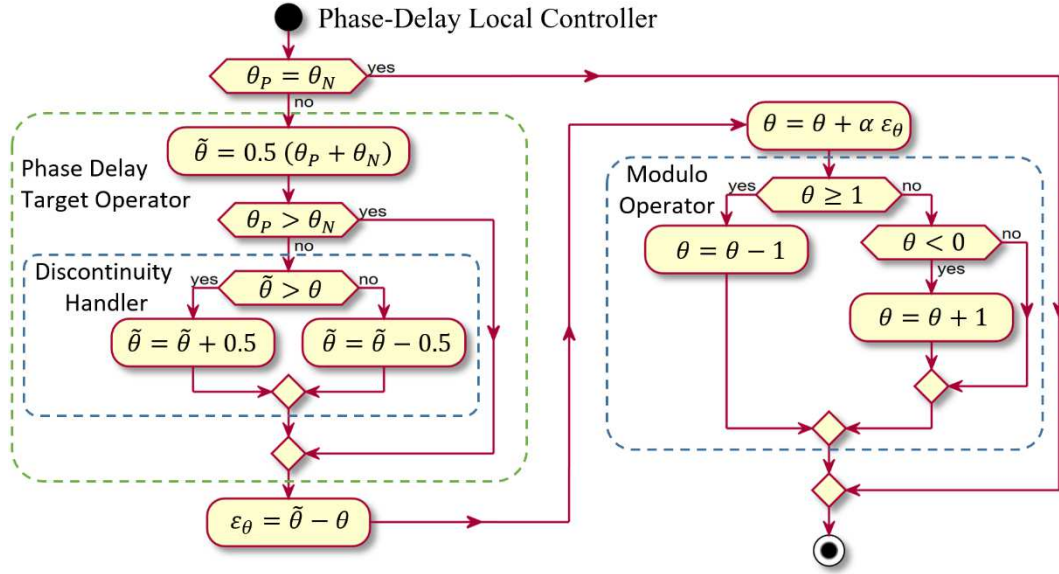 Phase-Delay Local Controller
θ_P = θ_N
yes
no
Phase Delay
Target Operator
θ̃ = 0.5 (θ_P + θ_N)
θ_P > θ_N
yes
no
Discontinuity
Handler
yes
θ̃ > θ
no
θ̃ = θ̃ + 0.5
θ̃ = θ̃ − 0.5
ε_θ = θ̃ − θ
θ = θ + α ε_θ
Modulo
Operator
yes
θ ≥ 1
no
θ = θ − 1
θ < 0
no
yes
θ = θ + 1